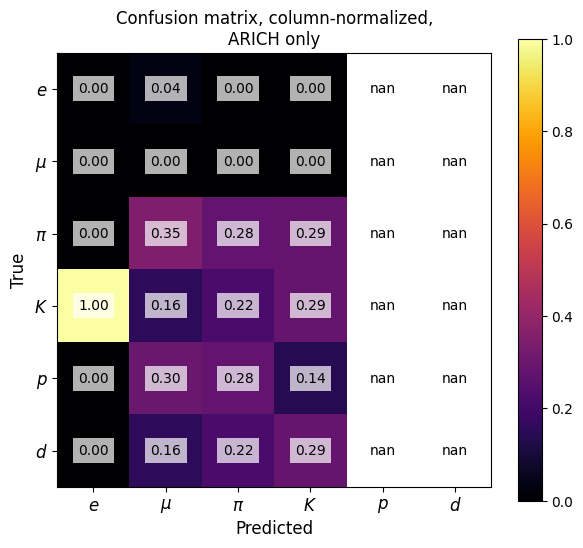 Confusion matrix, column-normalized,
ARICH only
e 0.00 0.04 0.00 0.00 nan nan
μ 0.00 0.00 0.00 0.00 nan nan
π 0.00 0.35 0.28 0.29 nan nan
K 1.00 0.16 0.22 0.29 nan nan
p 0.00 0.30 0.28 0.14 nan nan
d 0.00 0.16 0.22 0.29 nan nan
e μ π K p d
Predicted
True
1.0
0.8
0.6
0.4
0.2
0.0